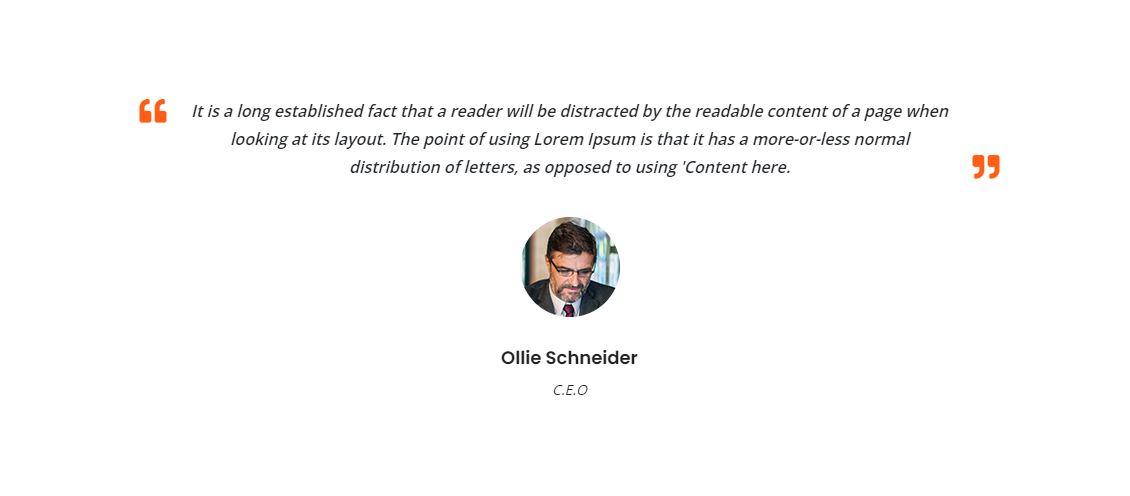 It is a long established fact that a reader will be distracted by the readable content of a page when
looking at its layout. The point of using Lorem Ipsum is that it has a more-or-less normal
distribution of letters, as opposed to using 'Content here.
Ollie Schneider
C.E.O